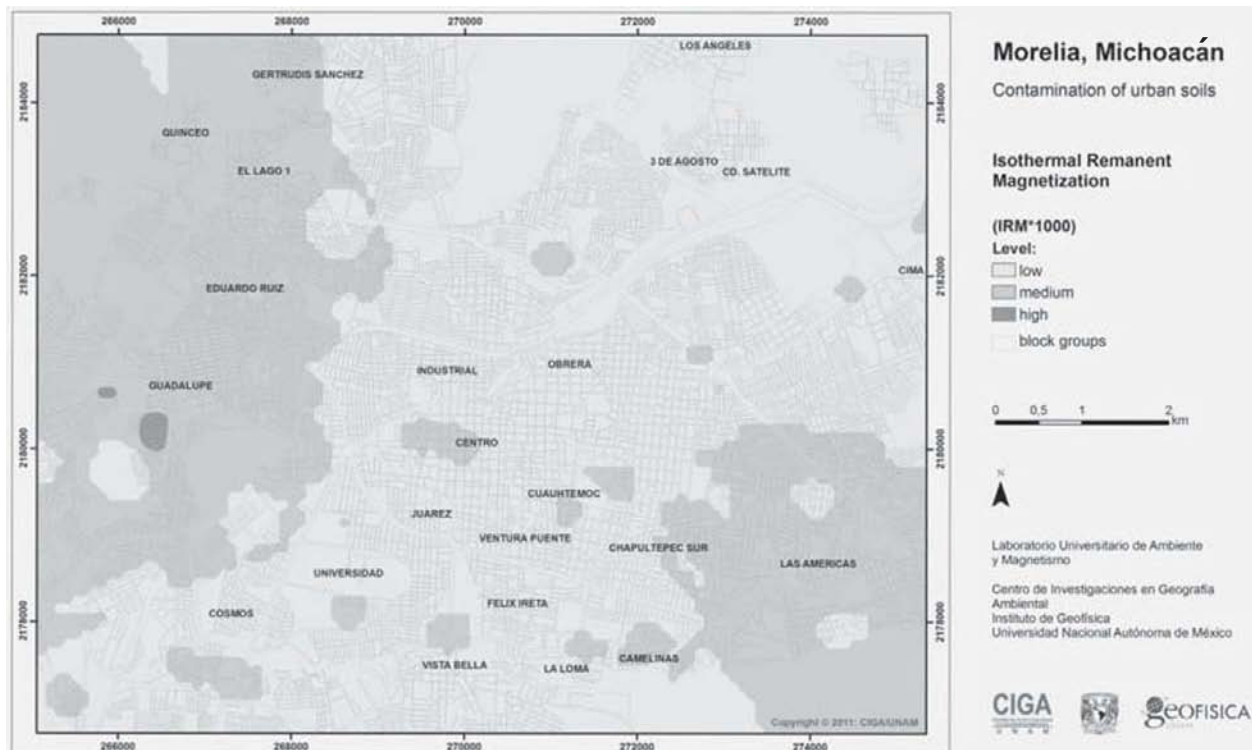 266000 268000 270000 272000 274000
LOS ANGELES
GERTRUDIS SANCHEZ
2184000 2184000
QUINCEO
3 DE AGOSTO
EL LAGO 1
CD. SATELITE
CIMA
2182000 2182000
EDUARDO RUIZ
OBRERA
INDUSTRIAL
GUADALUPE
CENTRO
2180000 2180000
CUAUHTEMOC
JUAREZ
VENTURA PUENTE
CHAPULTEPEC SUR
LAS AMERICAS
UNIVERSIDAD
FELIX IRETA
COSMOS
2178000 2178000
CAMELINAS
VISTA BELLA
LA LOMA
Copyright © 2011: CIGA/UNAM
266000 268000 270000 272000 274000
Morelia, Michoacán
Contamination of urban soils
Isothermal Remanent
Magnetization
(IRM*1000)
Level:
low
medium
high
block groups
0 0,5 1 2
km
N
Laboratorio Universitario de Ambiente
y Magnetismo
Centro de Investigaciones en Geografía
Ambiental
Instituto de Geofísica
Universidad Nacional Autónoma de México
CIGA
UNAM
GEOFISICA